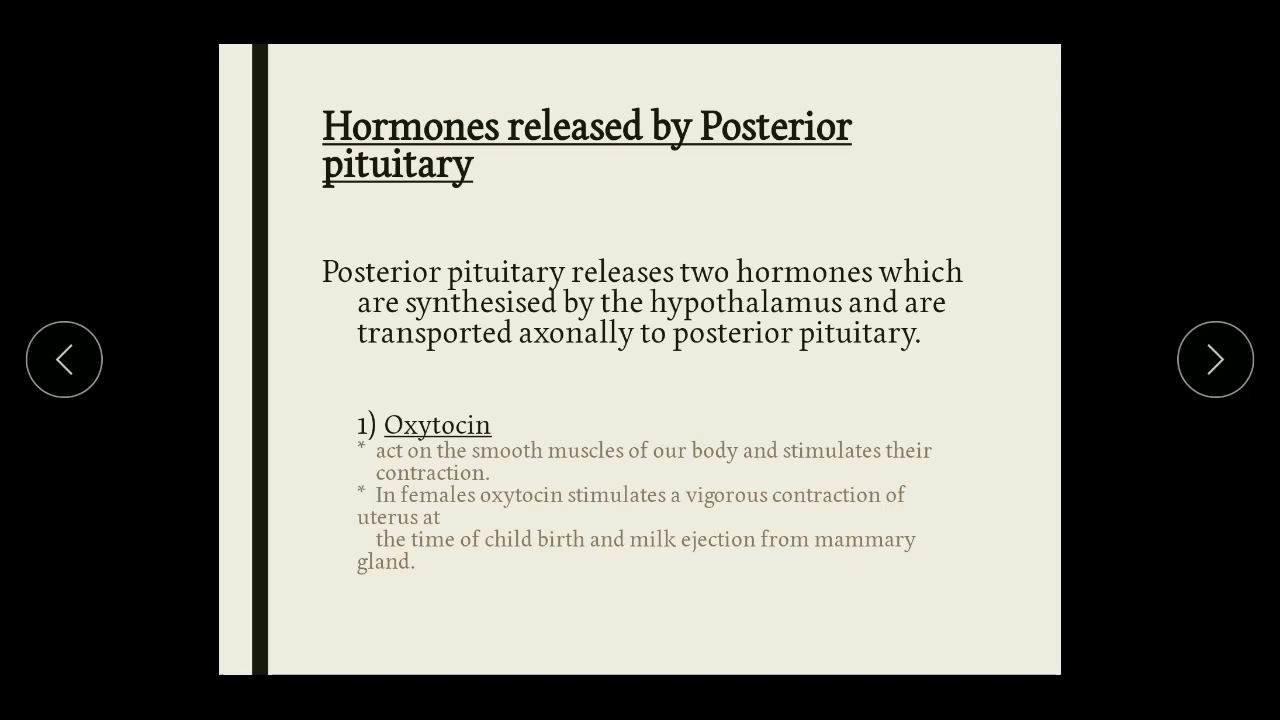 Hormones released by Posterior
pituitary
Posterior pituitary releases two hormones which
are synthesised by the hypothalamus and are
transported axonally to posterior pituitary.
1) Oxytocin
* act on the smooth muscles of our body and stimulates their
contraction.
* In females oxytocin stimulates a vigorous contraction of
uterus at
the time of child birth and milk ejection from mammary
gland.